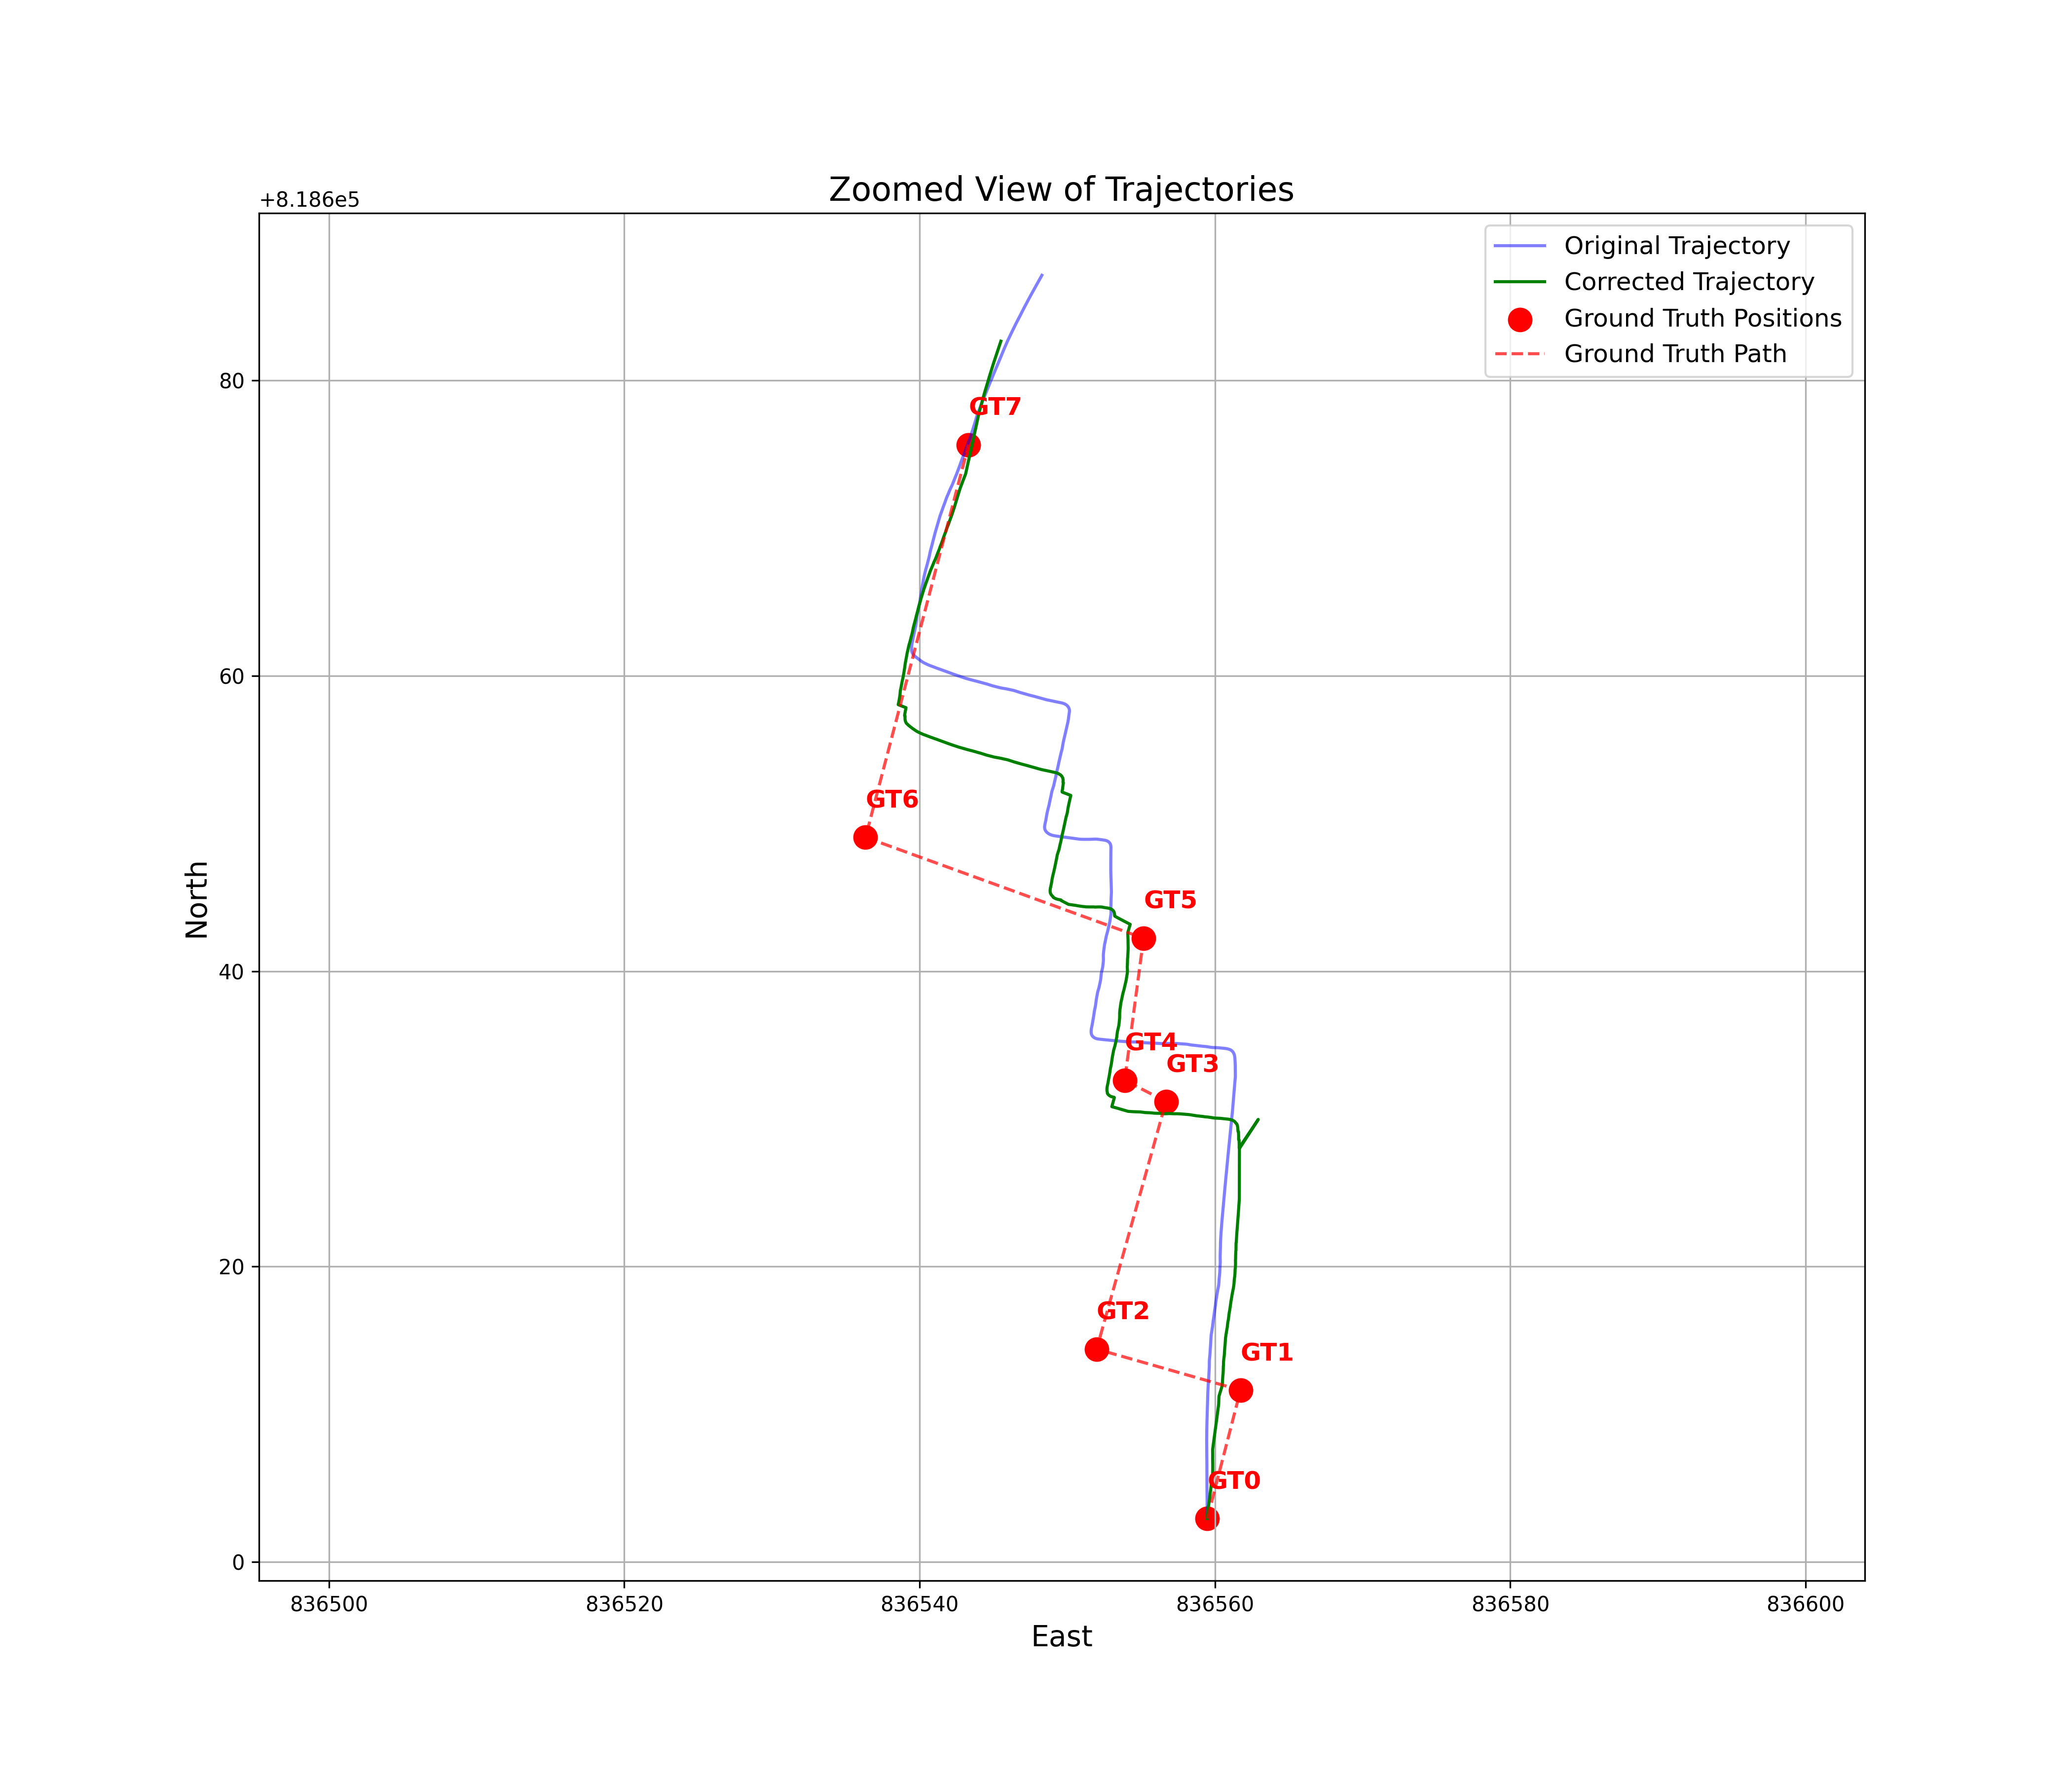 Zoomed View of Trajectories
+8.186e5
Original Trajectory
Corrected Trajectory
Ground Truth Positions
Ground Truth Path
80
60
40
20
0
North
GT7
GT6
GT5
GT4
GT3
GT2
GT1
GT0
836500
836520
836540
836560
836580
836600
East